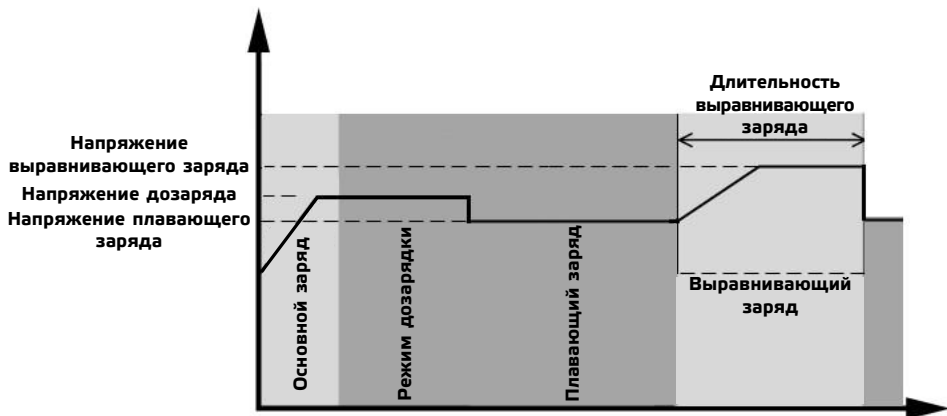 Длительность
выравнивающего
заряда
Напряжение
выравнивающего заряда
Напряжение дозаряда
Напряжение плавающего
заряда
Основной заряд
Режим дозарядки
Плавающий заряд
Выравнивающий
заряд